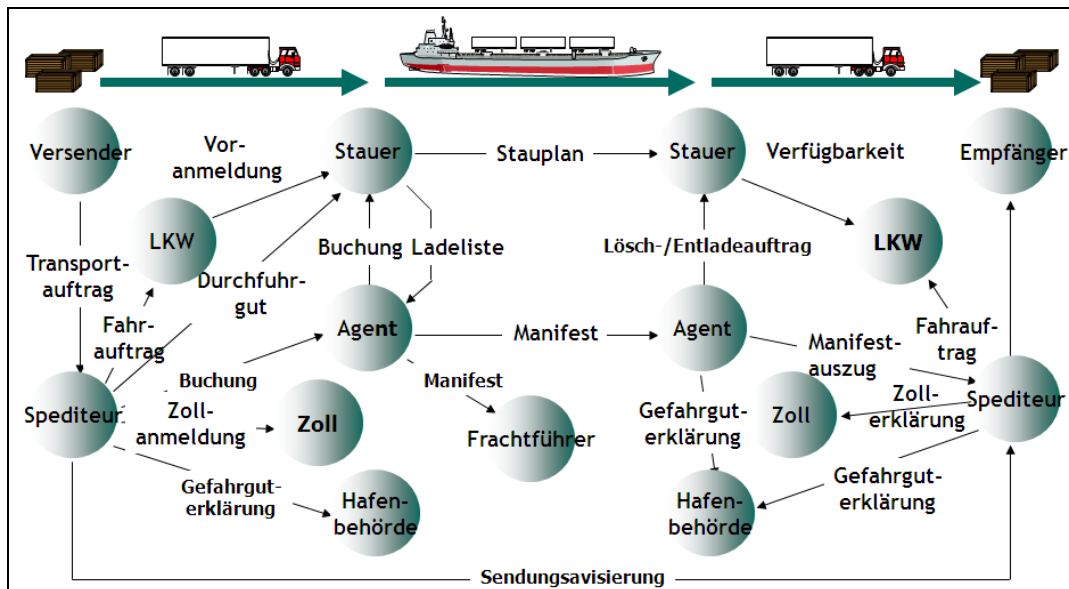 Versender
Vor-
anmeldung
Stauer
Stauplan
Stauer
Verfügbarkeit
Empfänger
LKW
Transport-
auftrag
Durchfuhr-
gut
Buchung
Ladeliste
Lösch-/Entladeauftrag
LKW
Fahr-
auftrag
Agent
Manifest
Agent
Manifest-
auszug
Fahrauf-
trag
Spediteur
Buchung
Manifest
Zoll-
anmeldung
Zoll
Frachtführer
Gefahrgut-
erklärung
Zoll
Zoll-
erklärung
Spediteur
Gefahrgut-
erklärung
Hafen-
behörde
Hafen-
behörde
Gefahrgut-
erklärung
Sendungsavisierung